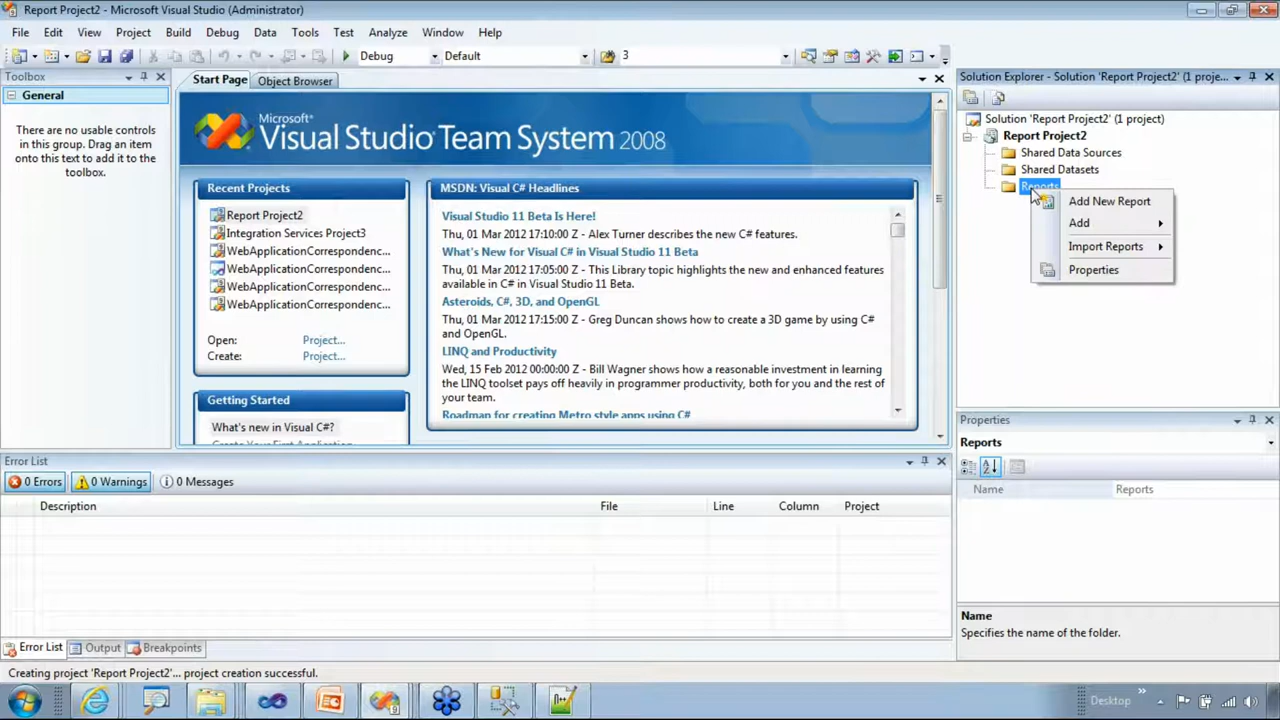 Report Project2 - Microsoft Visual Studio (Administrator)
File Edit View Project Build Debug Data Tools Test Analyze Window Help
Debug Default 3
Toolbox
General
There are no usable controls
in this group. Drag an item
onto this text to add it to the
toolbox.
Start Page Object Browser
Microsoft®
Visual Studio Team System 2008
Recent Projects
Report Project2
Integration Services Project3
WebApplicationCorrespondenc...
WebApplicationCorrespondenc...
WebApplicationCorrespondenc...
WebApplicationCorrespondenc...
Open: Project...
Create: Project...
Getting Started
What's new in Visual C#?
Create Your First Application
MSDN: Visual C# Headlines
Visual Studio 11 Beta Is Here!
Thu, 01 Mar 2012 17:10:00 Z - Alex Turner describes the new C# features.
What's New for Visual C# in Visual Studio 11 Beta
Thu, 01 Mar 2012 17:05:00 Z - This Library topic highlights the new and enhanced
features available in C# in Visual Studio 11 Beta.
Asteroids, C#, 3D, and OpenGL
Thu, 01 Mar 2012 17:15:00 Z - Greg Duncan shows how to create a 3D game by using C#
and OpenGL.
LINQ and Productivity
Wed, 15 Feb 2012 00:00:00 Z - Bill Wagner shows how a reasonable investment in learning
the LINQ toolset pays off heavily in programmer productivity, both for you and the rest of
your team.
Roadmap for creating Metro style apps using C#
Solution Explorer - Solution 'Report Project2' (1 proje...
Solution 'Report Project2' (1 project)
Report Project2
Shared Data Sources
Shared Datasets
Reports
Add New Report
Add
Import Reports
Properties
Properties
Reports
Name Reports
Name
Specifies the name of the folder.
Error List
0 Errors 0 Warnings 0 Messages
Description File Line Column Project
Error List Output Breakpoints
Creating project 'Report Project2'... project creation successful.
Desktop